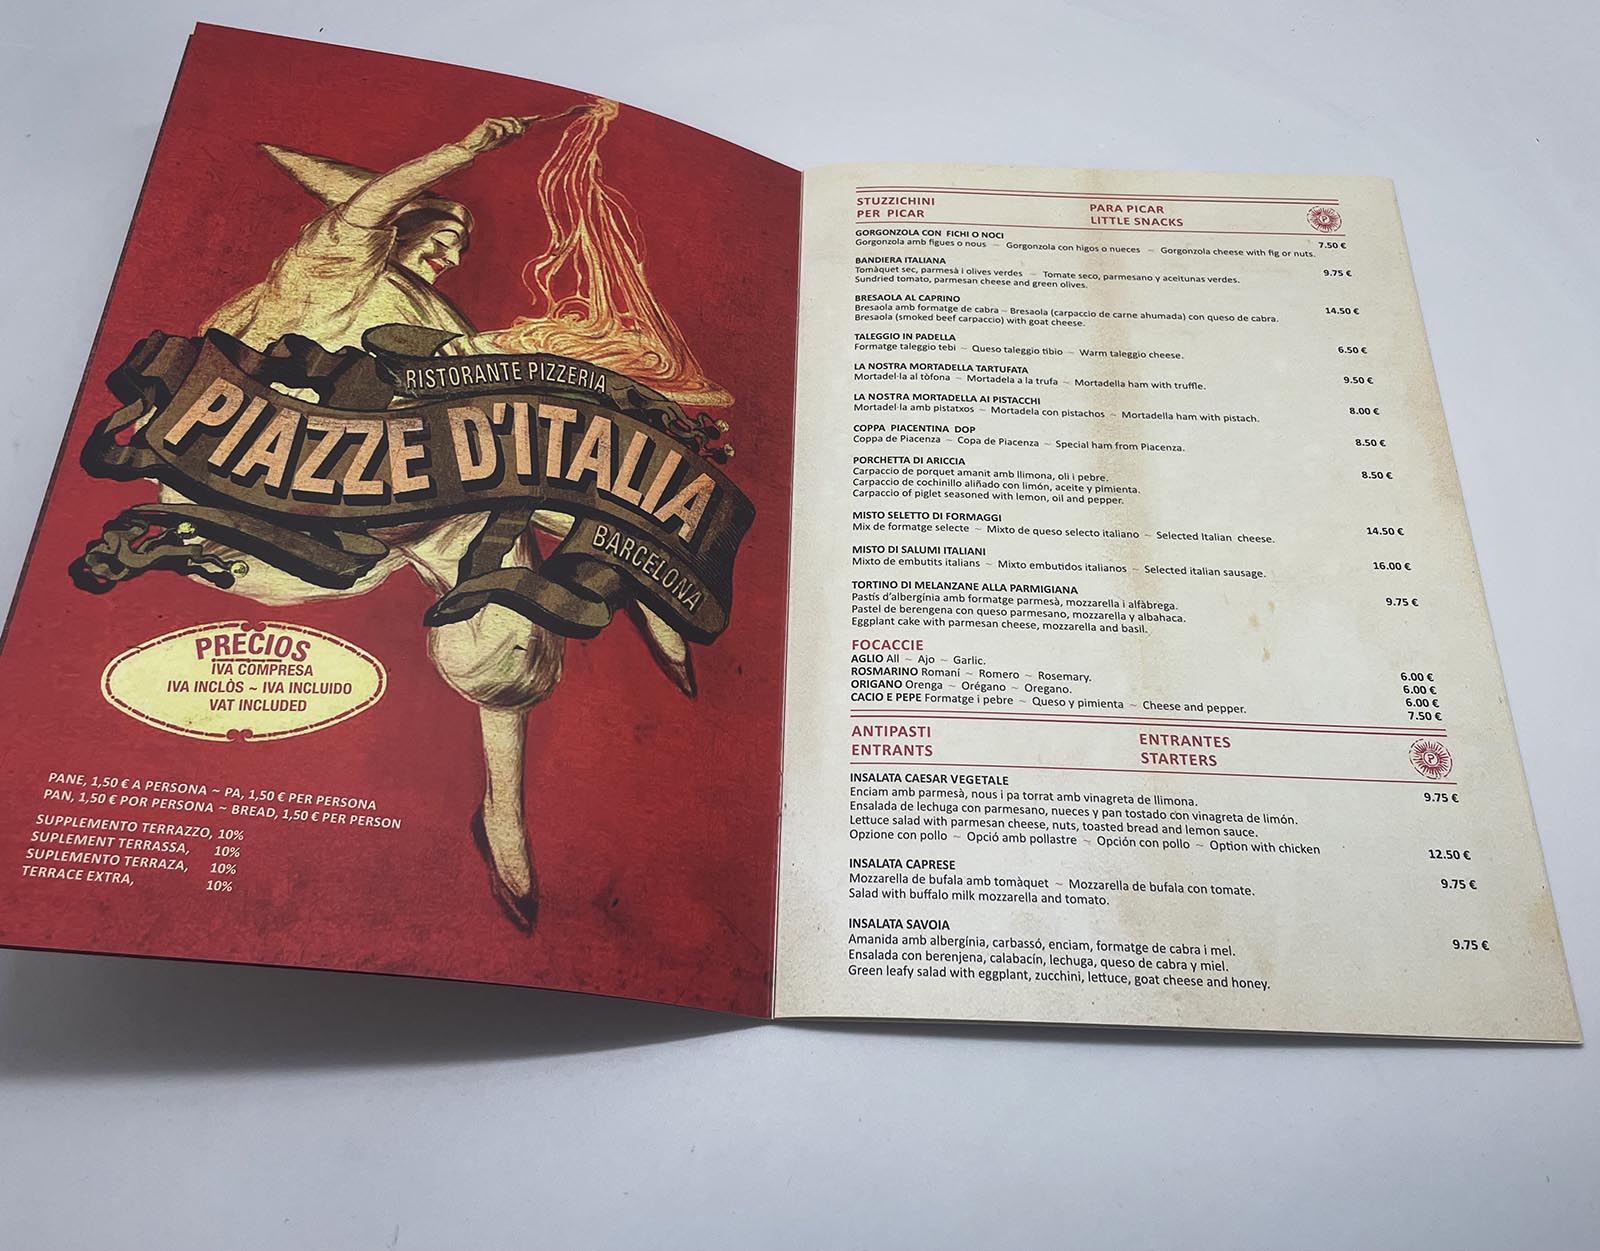 RISTORANTE PIZZERIA
PIAZZE D'ITALIA
BARCELONA
PRECIOS
IVA COMPRESA
IVA INCLÒS ~ IVA INCLUIDO
VAT INCLUDED
PANE, 1,50 € A PERSONA ~ PA, 1,50 € PER PERSONA
PAN, 1,50 € POR PERSONA ~ BREAD, 1,50 € PER PERSON
SUPPLEMENTO TERRAZZO, 10%
SUPLEMENT TERRASSA, 10%
SUPLEMENTO TERRAZA, 10%
TERRACE EXTRA, 10%
STUZZICHINI PARA PICAR
PER PICAR LITTLE SNACKS
P
GORGONZOLA CON FICHI O NOCI
Gorgonzola amb figues o nous ~ Gorgonzola con higos o nueces ~ Gorgonzola cheese with fig or nuts. 7.50 €
BANDIERA ITALIANA
Tomàquet sec, parmesà i olives verdes ~ Tomate seco, parmesano y aceitunas verdes. 9.75 €
Sundried tomato, parmesan cheese and green olives.
BRESAOLA AL CAPRINO
Bresaola amb formatge de cabra ~ Bresaola (carpaccio de carne ahumada) con queso de cabra. 14.50 €
Bresaola (smoked beef carpaccio) with goat cheese.
TALEGGIO IN PADELLA
Formatge taleggio tebi ~ Queso taleggio tibio ~ Warm taleggio cheese. 6.50 €
LA NOSTRA MORTADELLA TARTUFATA
Mortadel·la al tòfona ~ Mortadela a la trufa ~ Mortadella ham with truffle. 9.50 €
LA NOSTRA MORTADELLA AI PISTACCHI
Mortadel·la amb pistatxos ~ Mortadela con pistachos ~ Mortadella ham with pistach. 8.00 €
COPPA PIACENTINA DOP
Coppa de Piacenza ~ Copa de Piacenza ~ Special ham from Piacenza. 8.50 €
PORCHETTA DI ARICCIA
Carpaccio de porquet amanit amb llimona, oli i pebre. 8.50 €
Carpaccio de cochinillo aliñado con limón, aceite y pimienta.
Carpaccio of piglet seasoned with lemon, oil and pepper.
MISTO SELETTO DI FORMAGGI
Mix de formatge selecte ~ Mixto de queso selecto italiano ~ Selected Italian cheese. 14.50 €
MISTO DI SALUMI ITALIANI
Mixto de embutits italians ~ Mixto embutidos italianos ~ Selected italian sausage. 16.00 €
TORTINO DI MELANZANE ALLA PARMIGIANA
Pastís d'albergínia amb formatge parmesà, mozzarella i alfàbrega. 9.75 €
Pastel de berengena con queso parmesano, mozzarella y albahaca.
Eggplant cake with parmesan cheese, mozzarella and basil.
FOCACCIE
AGLIO All ~ Ajo ~ Garlic. 6.00 €
ROSMARINO Romaní ~ Romero ~ Rosemary. 6.00 €
ORIGANO Orenga ~ Orégano ~ Oregano. 6.00 €
CACIO E PEPE Formatge i pebre ~ Queso y pimienta ~ Cheese and pepper. 7.50 €
ANTIPASTI ENTRANTES
ENTRANTS STARTERS
P
INSALATA CAESAR VEGETALE
Enciam amb parmesà, nous i pa torrat amb vinagreta de llimona. 9.75 €
Ensalada de lechuga con parmesano, nueces y pan tostado con vinagreta de limón.
Lettuce salad with parmesan cheese, nuts, toasted bread and lemon sauce.
Opzione con pollo ~ Opció amb pollastre ~ Opción con pollo ~ Option with chicken 12.50 €
INSALATA CAPRESE
Mozzarella de bufala amb tomàquet ~ Mozzarella de bufala con tomate. 9.75 €
Salad with buffalo milk mozzarella and tomato.
INSALATA SAVOIA
Amanida amb albergínia, carbassó, enciam, formatge de cabra i mel. 9.75 €
Ensalada con berenjena, calabacín, lechuga, queso de cabra y miel.
Green leafy salad with eggplant, zucchini, lettuce, goat cheese and honey.